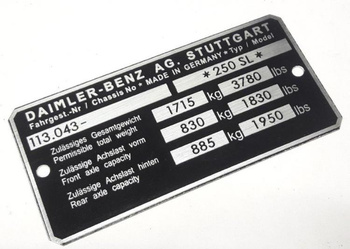 DAIMLER-BENZ AG. STUTTGART
Fahrgest.-Nr / Chassis No • MADE IN GERMANY • Typ / Model
113.043- *250 SL*
Zulässiges Gesamtgewicht 1715 kg 3780 lbs
Permissible total weight
Zulässige Achslast vorn 830 kg 1830 lbs
Front axle capacity
Zulässige Achslast hinten 885 kg 1950 lbs
Rear axle capacity